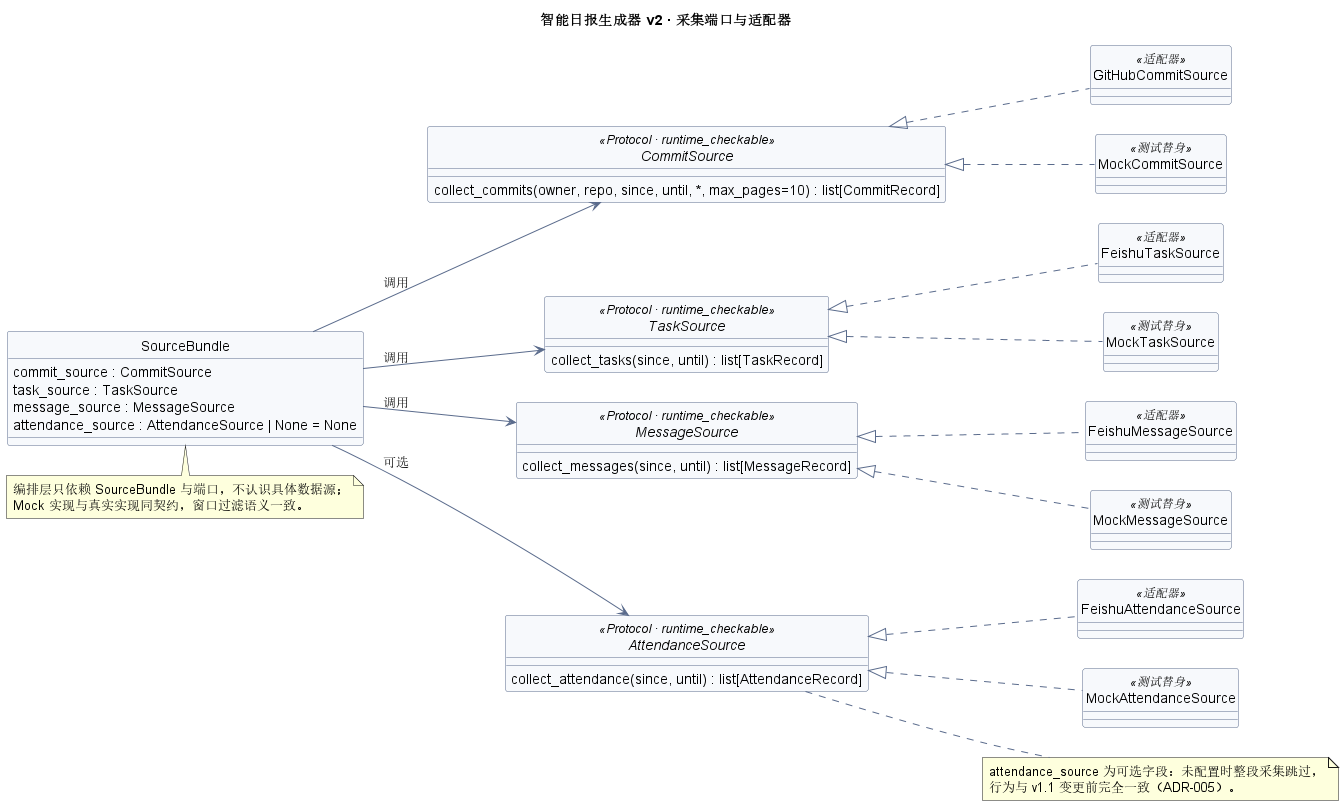 智能日报生成器 v2 · 采集端口与适配器
«适配器»
GitHubCommitSource
«Protocol · runtime_checkable»
CommitSource
collect_commits(owner, repo, since, until, *, max_pages=10) : list[CommitRecord]
«测试替身»
MockCommitSource
«适配器»
FeishuTaskSource
调用
«Protocol · runtime_checkable»
TaskSource
collect_tasks(since, until) : list[TaskRecord]
«测试替身»
MockTaskSource
SourceBundle
commit_source : CommitSource
task_source : TaskSource
message_source : MessageSource
attendance_source : AttendanceSource | None = None
调用
调用
«Protocol · runtime_checkable»
MessageSource
collect_messages(since, until) : list[MessageRecord]
«适配器»
FeishuMessageSource
可选
编排层只依赖 SourceBundle 与端口，不认识具体数据源；
Mock 实现与真实实现同契约，窗口过滤语义一致。
«测试替身»
MockMessageSource
«适配器»
FeishuAttendanceSource
«Protocol · runtime_checkable»
AttendanceSource
collect_attendance(since, until) : list[AttendanceRecord]
«测试替身»
MockAttendanceSource
attendance_source 为可选字段：未配置时整段采集跳过，
行为与 v1.1 变更前完全一致（ADR-005）。